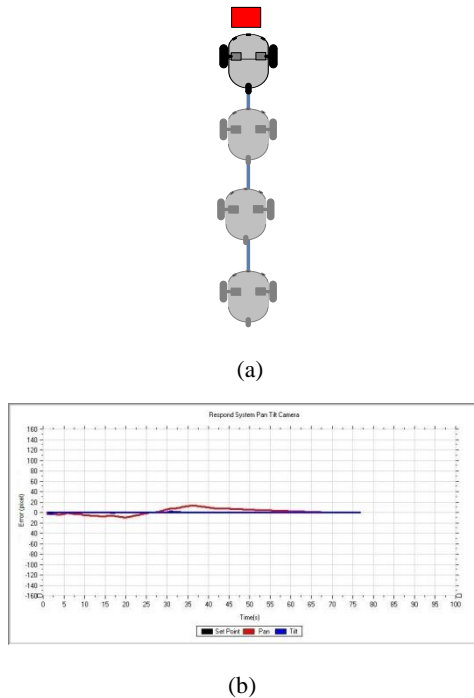 (a)
Respond System Pan Tilt Camera
Error (pixel)
160
140
120
100
80
60
40
20
0
-20
-40
-60
-80
-100
-120
-140
-160
0 5 10 15 20 25 30 35 40 45 50 55 60 65 70 75 80 85 90 95 100
Time(s)
Set Point Pan Tilt
(b)